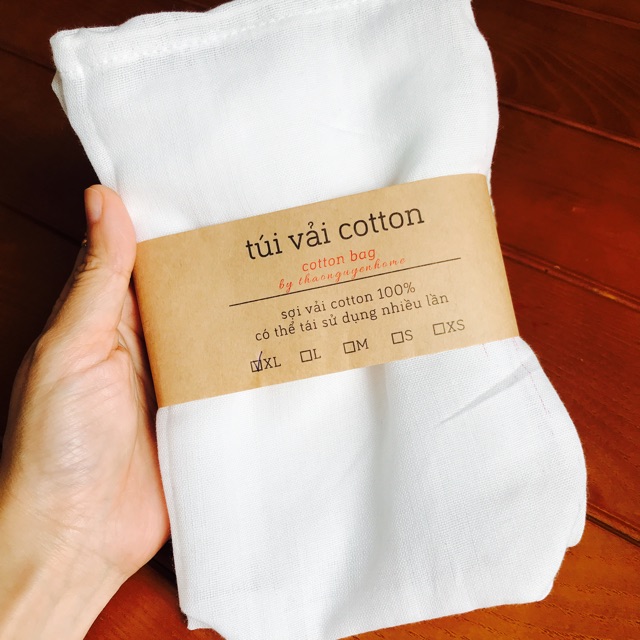 túi vải cotton
cotton bag
by thaonguyenhome
sợi vải cotton 100%
có thể tái sử dụng nhiều lần
☑XL ☐L ☐M ☐S ☐XS